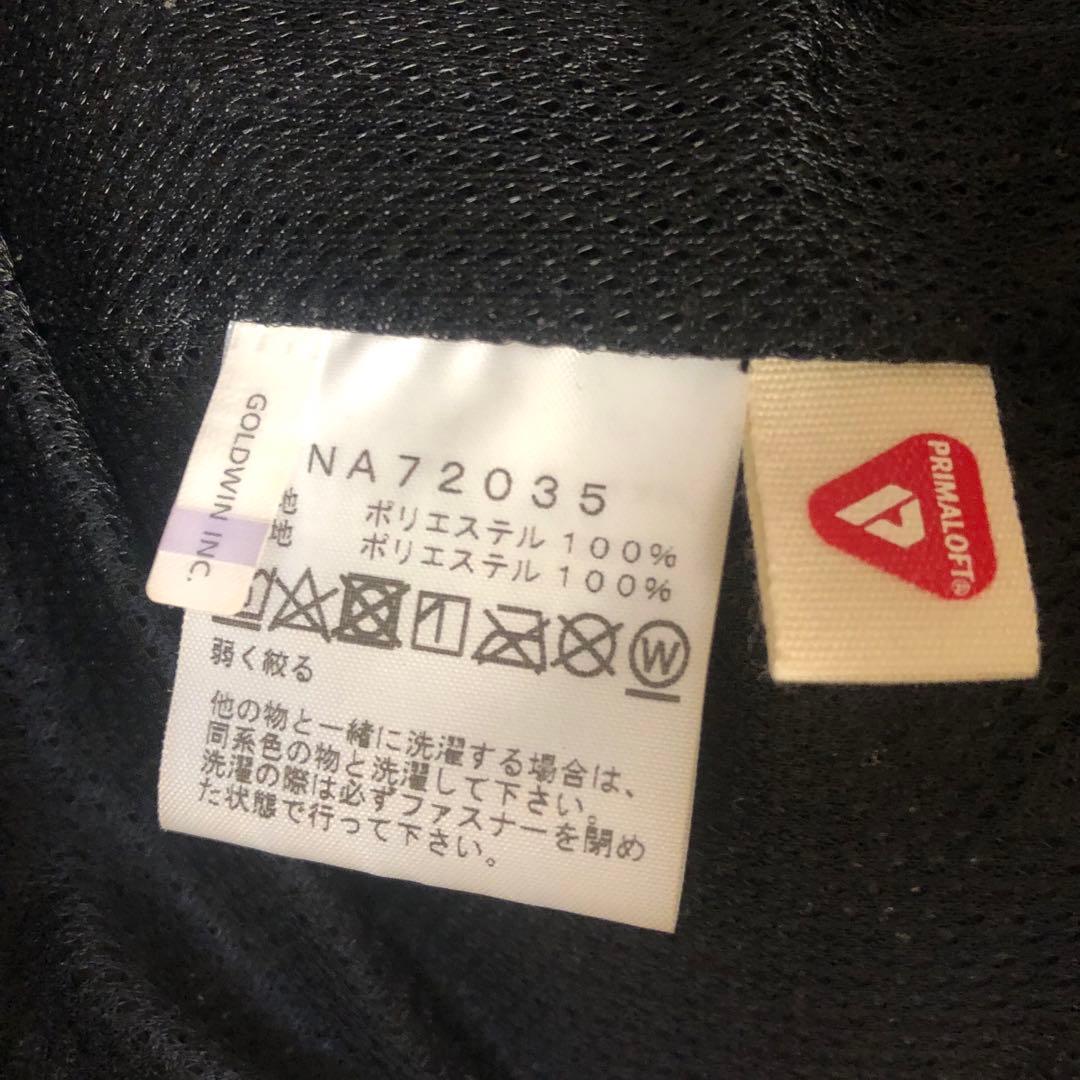 GOLDWIN INC.
NA72035
地 ポリエステル 100%
地 ポリエステル 100%
W
弱く絞る
他の物と一緒に洗濯する場合は、
同系色の物と洗濯して下さい。
洗濯の際は必ずファスナーを閉め
た状態で行って下さい。
PRIMALOFT®